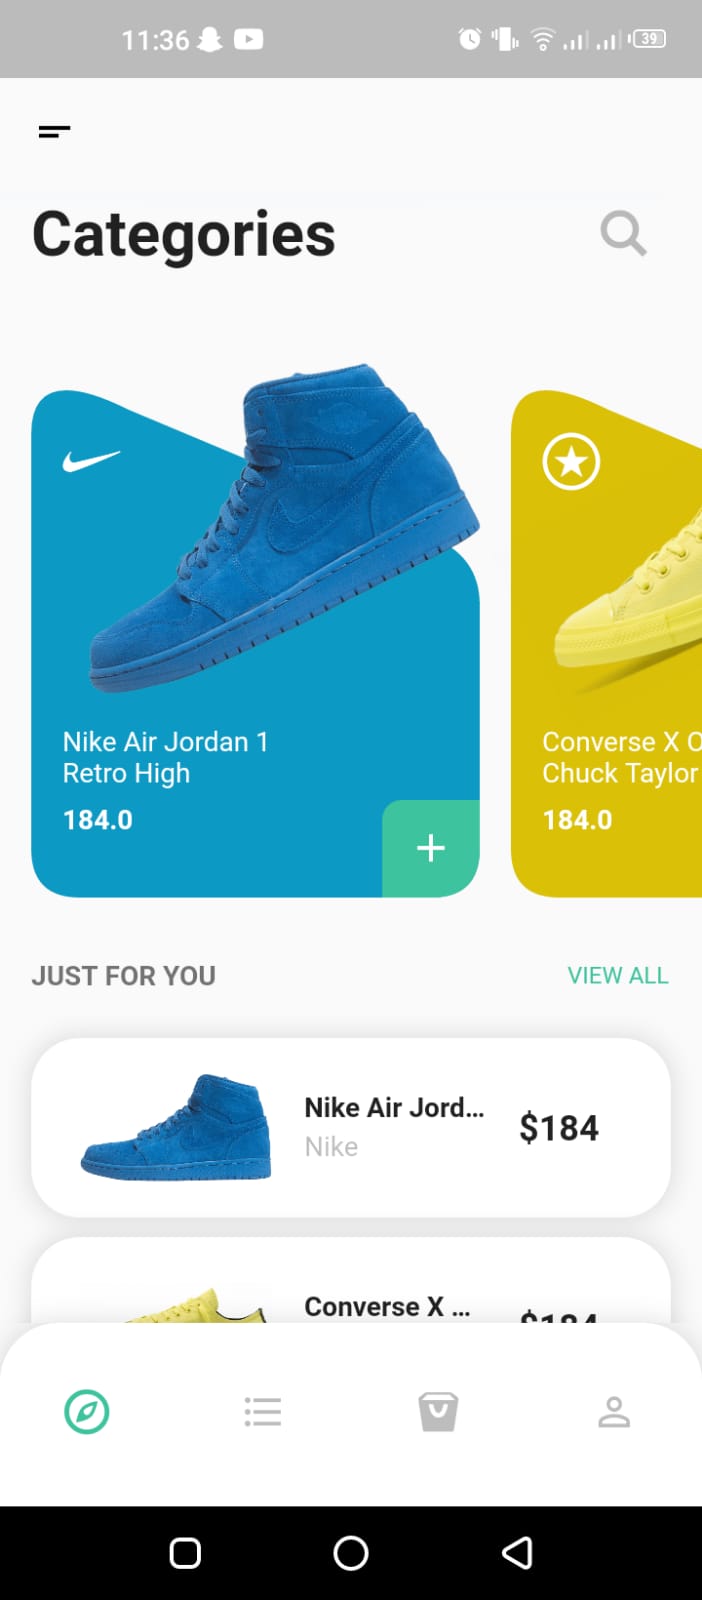 11:36
39
Categories
Nike Air Jordan 1
Retro High
184.0
Converse X
Chuck Taylor
184.0
JUST FOR YOU
VIEW ALL
Nike Air Jord...
Nike
$184
Converse X ...
$184